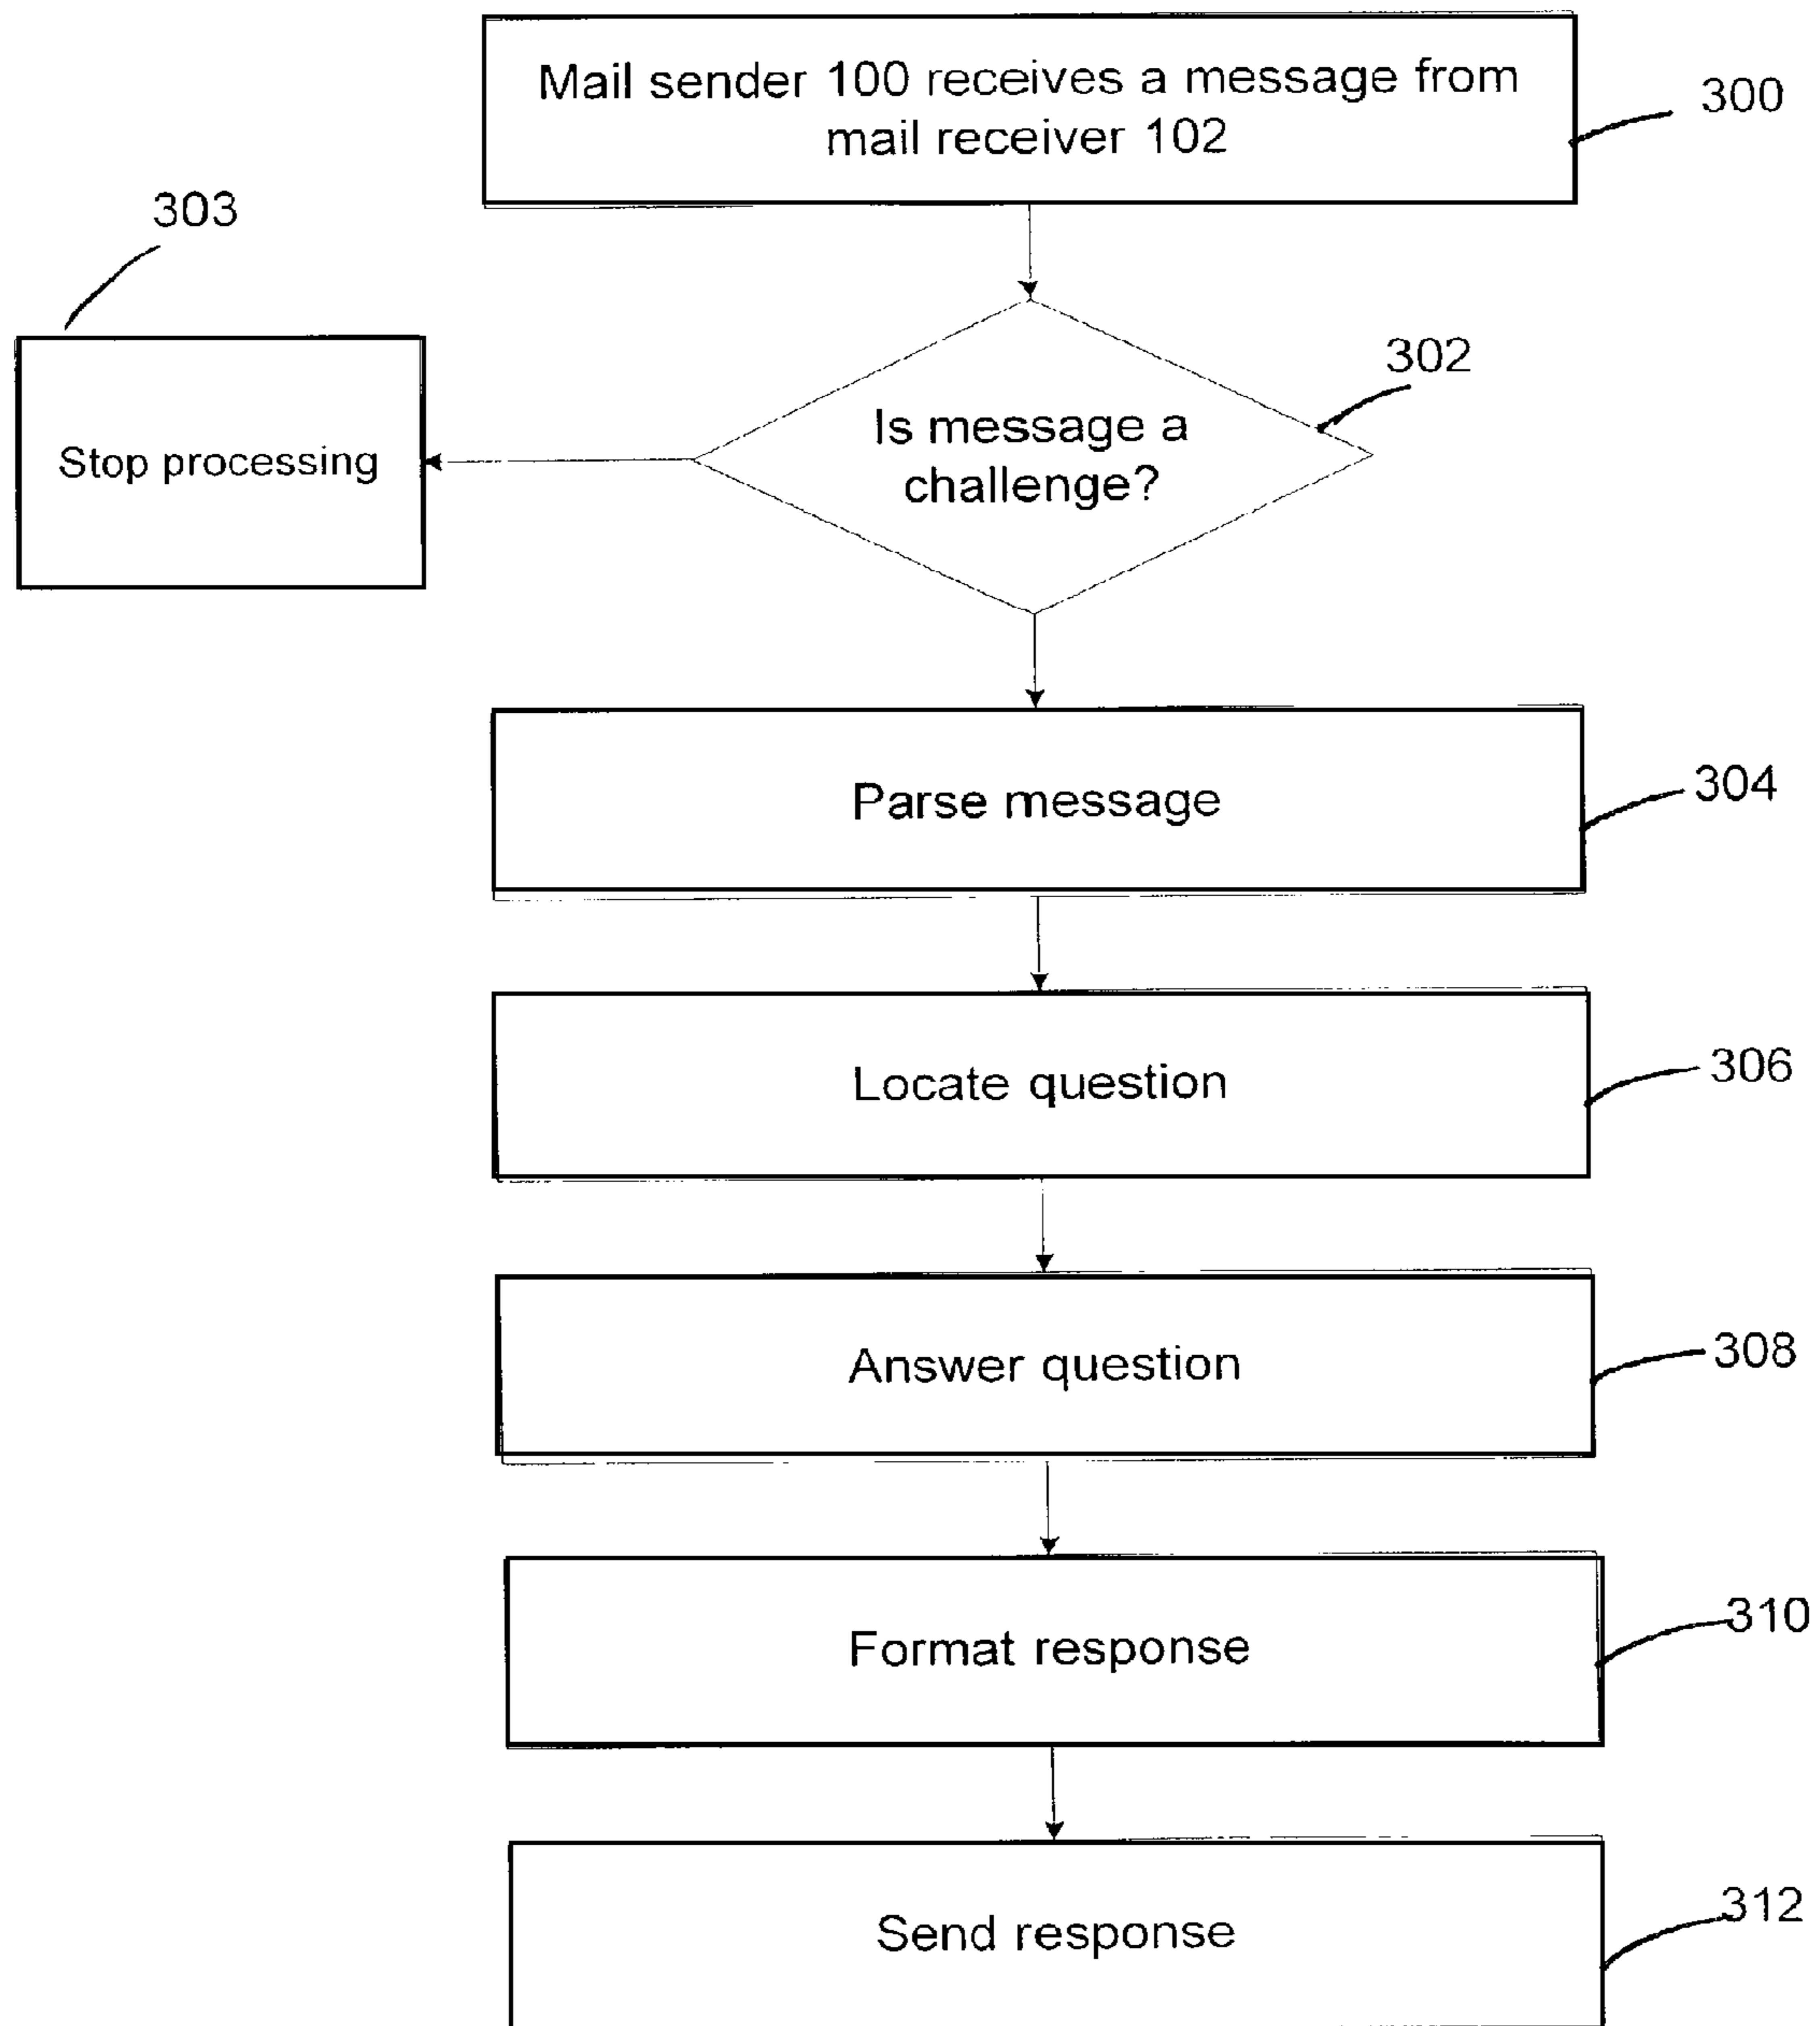 Mail sender 100 receives a message from
mail receiver 102
300
303
302
Is message a
challenge?
Stop processing
Parse message
304
Locate question
306
Answer question
308
Format response
310
Send response
312